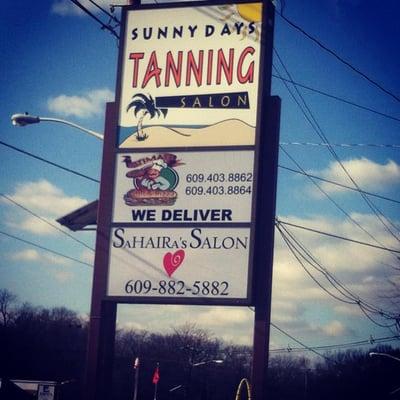 SUNNY DAYS
TANNING
SALON
609.403.8862
609.403.8864
WE DELIVER
SAHAIRA'S SALON
609-882-5882